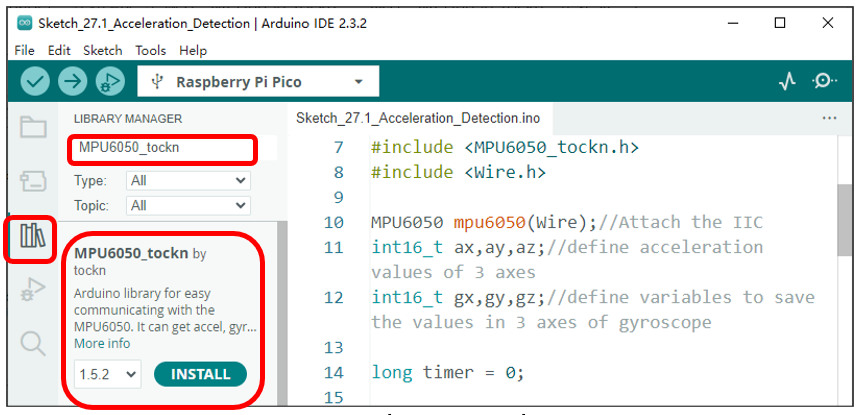 Sketch_27.1_Acceleration_Detection | Arduino IDE 2.3.2
File Edit Sketch Tools Help
Raspberry Pi Pico
LIBRARY MANAGER
MPU6050_tockn
Type: All
Topic: All
MPU6050_tockn by
tockn
Arduino library for easy
communicating with the
MPU6050. It can get accel, gyr...
More info
1.5.2 INSTALL
Sketch_27.1_Acceleration_Detection.ino
7 #include <MPU6050_tockn.h>
8 #include <Wire.h>
9
10 MPU6050 mpu6050(Wire);//Attach the IIC
11 int16_t ax,ay,az;//define acceleration
values of 3 axes
12 int16_t gx,gy,gz;//define variables to save
the values in 3 axes of gyroscope
13
14 long timer = 0;
15